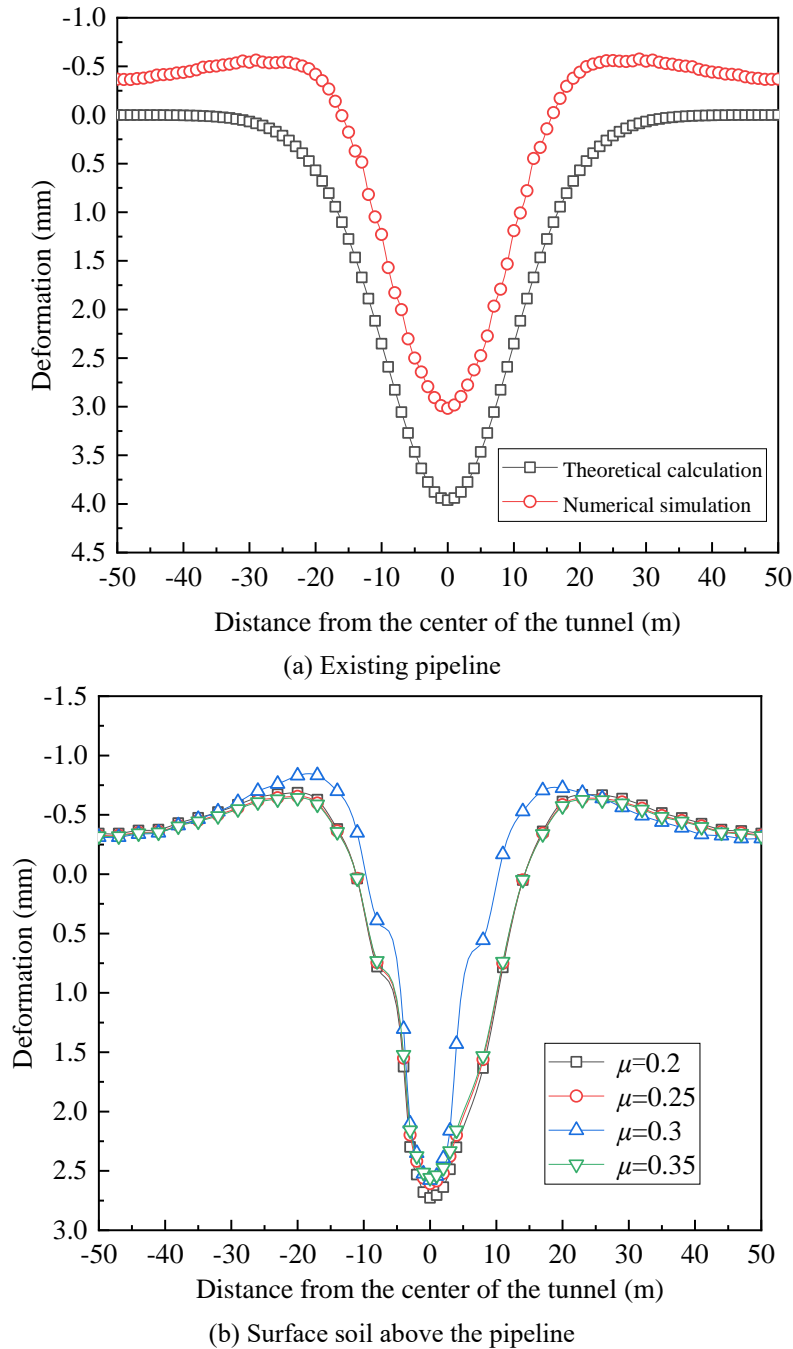 -1.0
-0.5
0.0
0.5
1.0
1.5
2.0
2.5
3.0
3.5
4.0
4.5
Deformation (mm)
Theoretical calculation
Numerical simulation
-50 -40 -30 -20 -10 0 10 20 30 40 50
Distance from the center of the tunnel (m)
(a) Existing pipeline
-1.5
-1.0
-0.5
0.0
0.5
1.0
1.5
2.0
2.5
3.0
Deformation (mm)
μ=0.2
μ=0.25
μ=0.3
μ=0.35
-50 -40 -30 -20 -10 0 10 20 30 40 50
Distance from the center of the tunnel (m)
(b) Surface soil above the pipeline